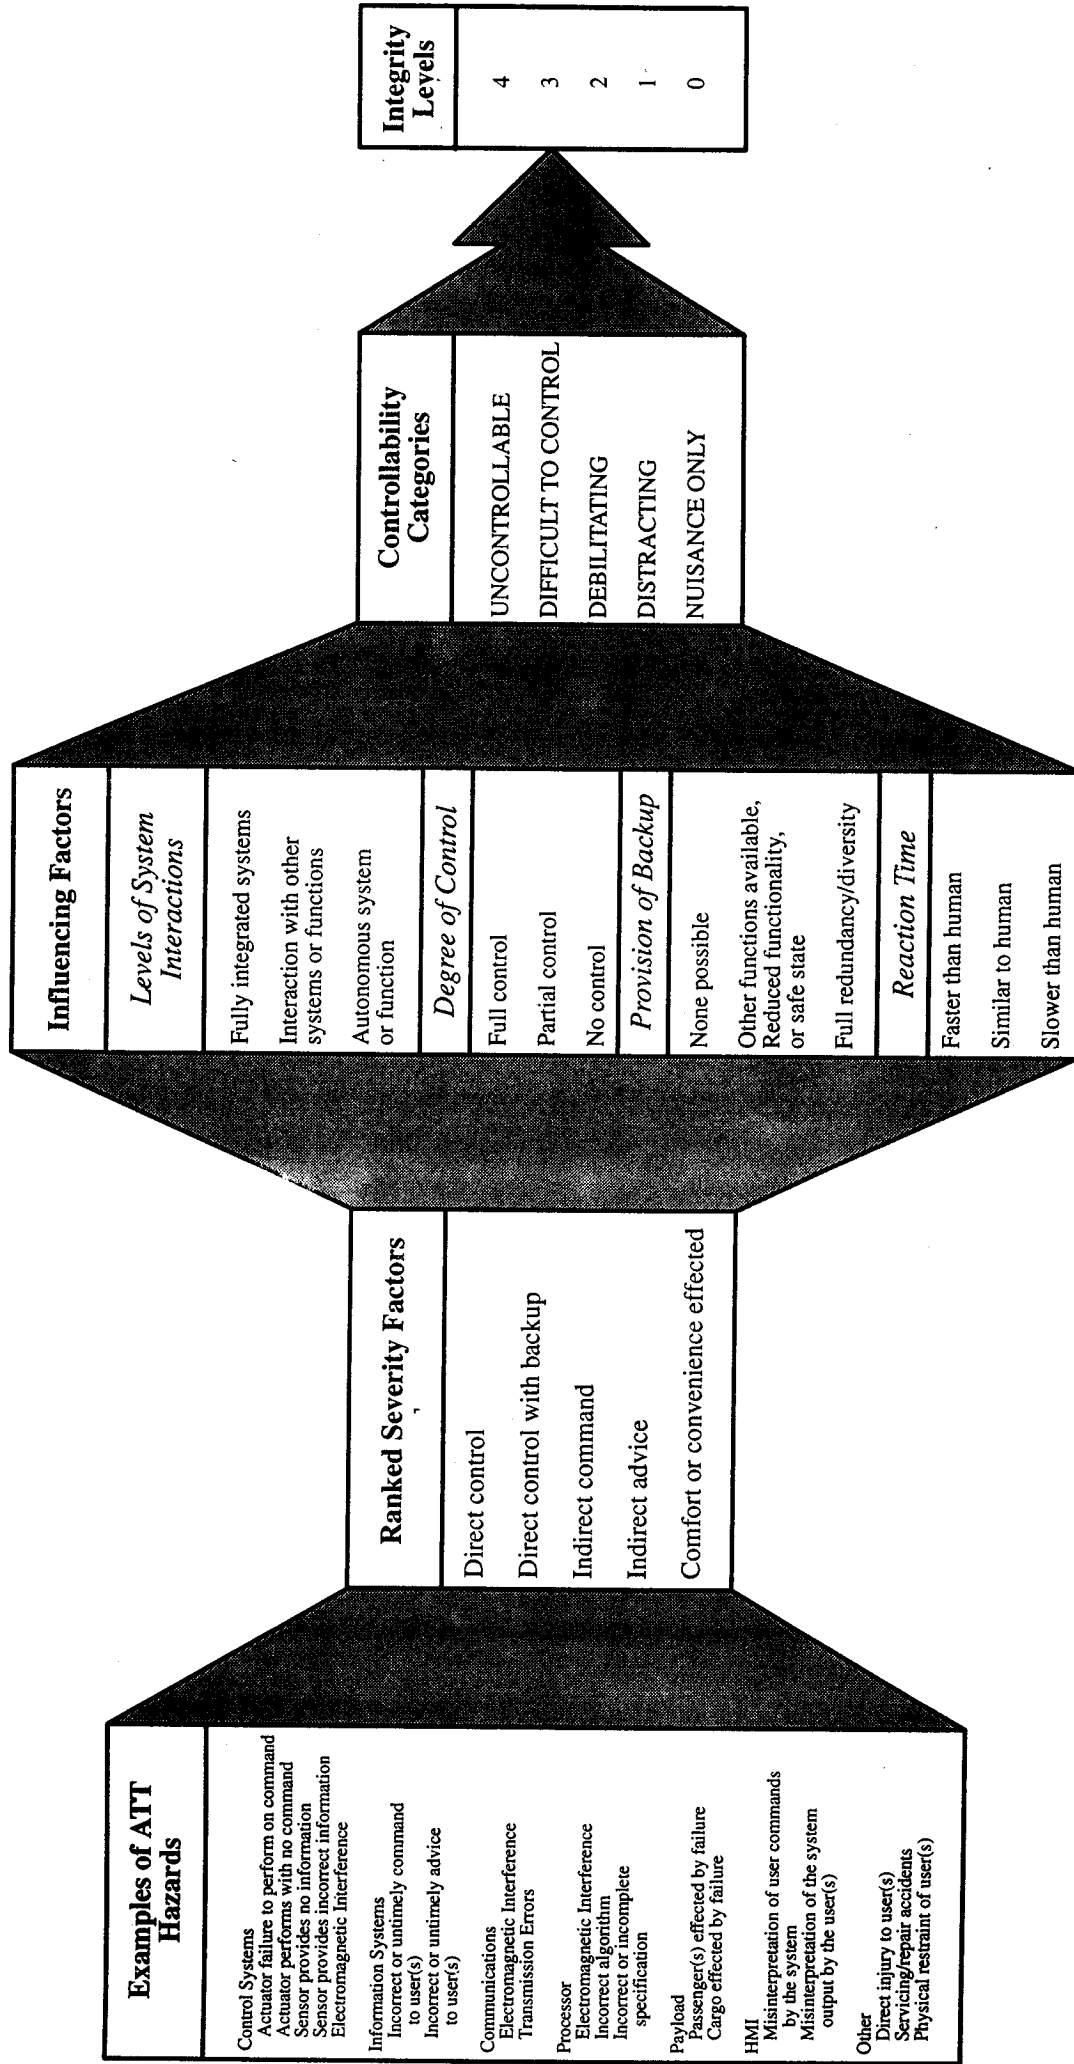 Examples of ATT
Hazards
Control Systems
Actuator failure to perform on command
Actuator performs with no command
Sensor provides no information
Sensor provides incorrect information
Electromagnetic Interference
Information Systems
Incorrect or untimely command
to user(s)
Incorrect or untimely advice
to user(s)
Communications
Electromagnetic Interference
Transmission Errors
Processor
Electromagnetic Interference
Incorrect algorithm
Incorrect or incomplete
specification
Payload
Passenger(s) effected by failure
Cargo effected by failure
HMI
Misinterpretation of user commands
by the system
Misinterpretation of the system
output by the user(s)
Other
Direct injury to user(s)
Servicing/repair accidents
Physical restraint of user(s)
Ranked Severity Factors
Direct control
Direct control with backup
Indirect command
Indirect advice
Comfort or convenience effected
Influencing Factors
Levels of System
Interactions
Fully integrated systems
Interaction with other
systems or functions
Autonomous system
or function
Degree of Control
Full control
Partial control
No control
Provision of Backup
None possible
Other functions available,
Reduced functionality,
or safe state
Full redundancy/diversity
Reaction Time
Faster than human
Similar to human
Slower than human
Controllability
Categories
UNCONTROLLABLE
DIFFICULT TO CONTROL
DEBILITATING
DISTRACTING
NUISANCE ONLY
Integrity
Levels
4
3
2
1
0